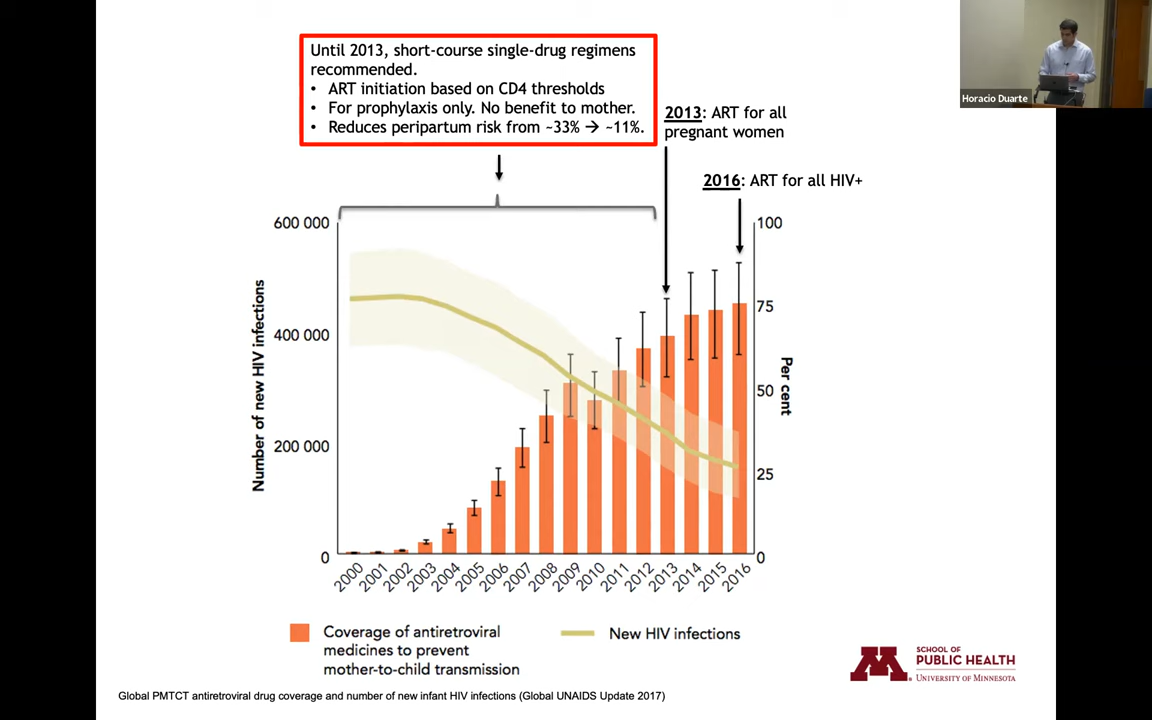 Until 2013, short-course single-drug regimens
recommended.
• ART initiation based on CD4 thresholds
• For prophylaxis only. No benefit to mother.
• Reduces peripartum risk from ~33% → ~11%.
Horacio Duarte
2013: ART for all
pregnant women
2016: ART for all HIV+
600 000
400 000
200 000
0
Number of new HIV infections
100
75
50
25
0
Per cent
2000
2001
2002
2003
2004
2005
2006
2007
2008
2009
2010
2011
2012
2013
2014
2015
2016
Coverage of antiretroviral
medicines to prevent
mother-to-child transmission
New HIV infections
M
SCHOOL OF
PUBLIC HEALTH
UNIVERSITY OF MINNESOTA
Global PMTCT antiretroviral drug coverage and number of new infant HIV infections (Global UNAIDS Update 2017)